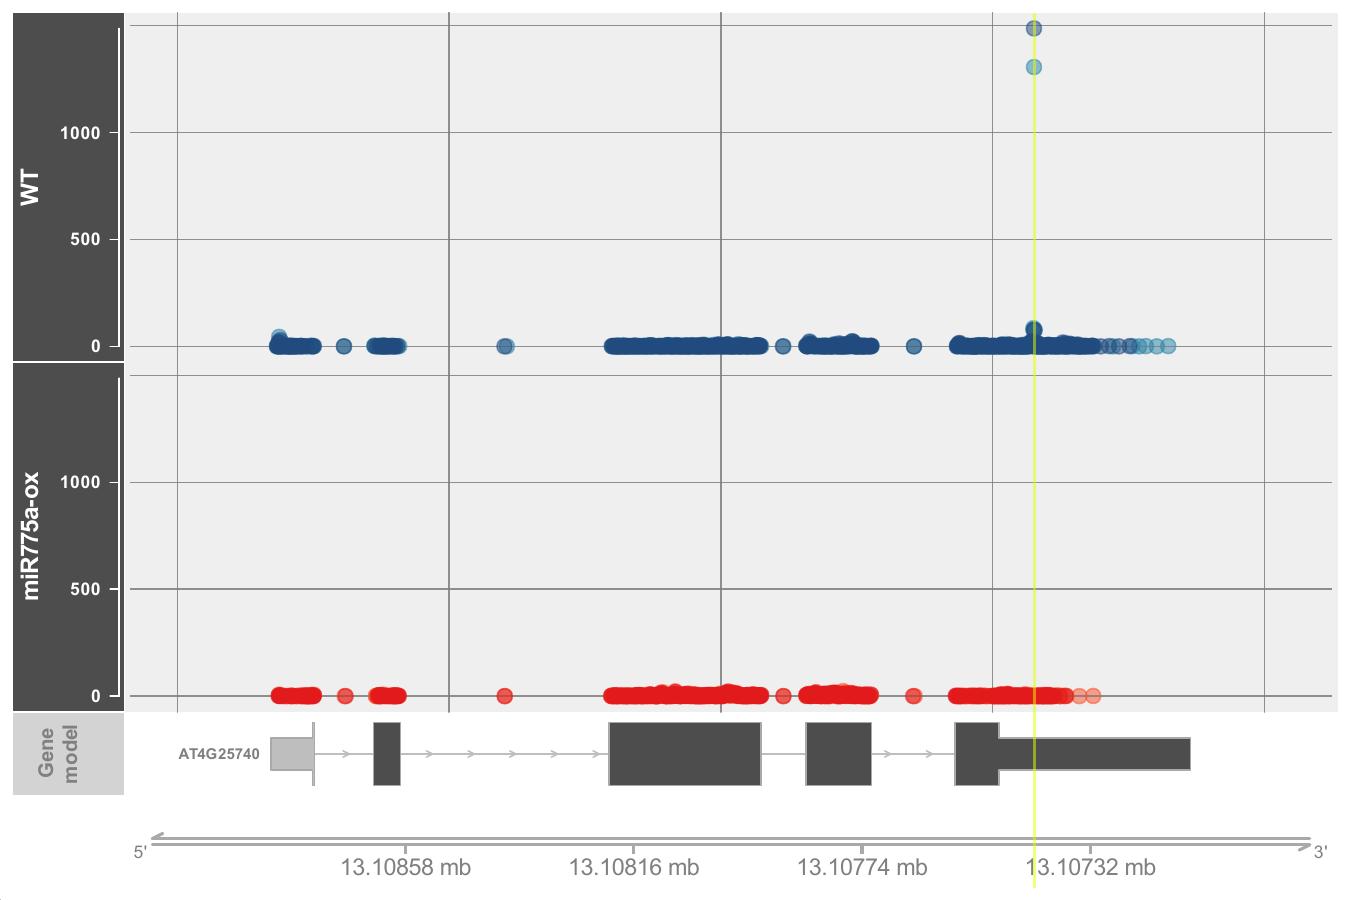 WT
1000
500
0
miR775a-ox
1000
500
0
Gene
model
AT4G25740
5'
3'
13.10858 mb
13.10816 mb
13.10774 mb
13.10732 mb